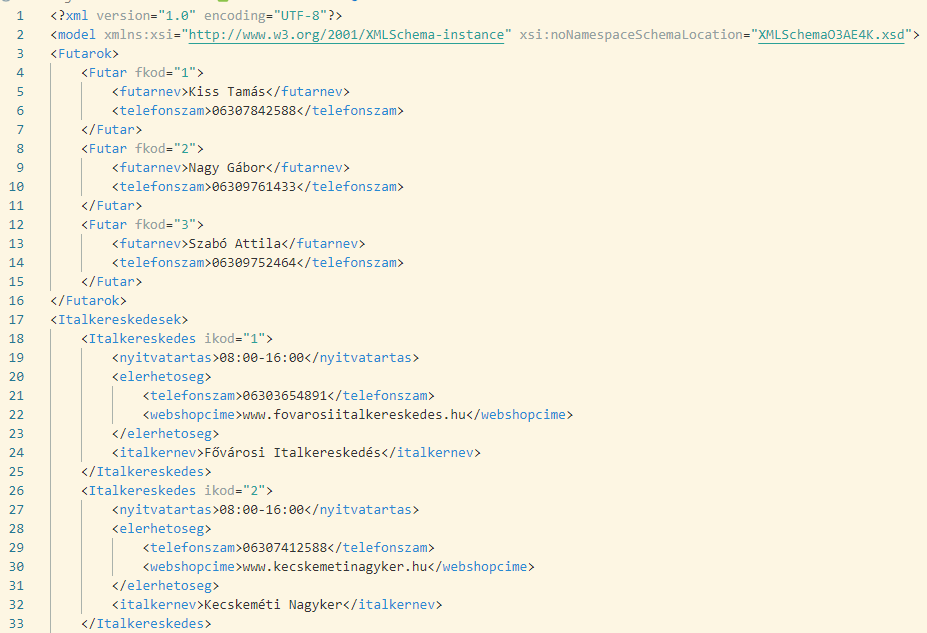 1 <?xml version="1.0" encoding="UTF-8"?>
2 <model xmlns:xsi="http://www.w3.org/2001/XMLSchema-instance" xsi:noNamespaceSchemaLocation="XMLSchemaO3AE4K.xsd">
3 <Futarok>
4 <Futar fkod="1">
5 <futarnev>Kiss Tamás</futarnev>
6 <telefonszam>06307842588</telefonszam>
7 </Futar>
8 <Futar fkod="2">
9 <futarnev>Nagy Gábor</futarnev>
10 <telefonszam>06309761433</telefonszam>
11 </Futar>
12 <Futar fkod="3">
13 <futarnev>Szabó Attila</futarnev>
14 <telefonszam>06309752464</telefonszam>
15 </Futar>
16 </Futarok>
17 <Italkereskedesek>
18 <Italkereskedes ikod="1">
19 <nyitvatartas>08:00-16:00</nyitvatartas>
20 <elerhetoseg>
21 <telefonszam>06303654891</telefonszam>
22 <webshopcime>www.fovarosiitalkereskedes.hu</webshopcime>
23 </elerhetoseg>
24 <italkernev>Fővárosi Italkereskedés</italkernev>
25 </Italkereskedes>
26 <Italkereskedes ikod="2">
27 <nyitvatartas>08:00-16:00</nyitvatartas>
28 <elerhetoseg>
29 <telefonszam>06307412588</telefonszam>
30 <webshopcime>www.kecskemetinagyker.hu</webshopcime>
31 </elerhetoseg>
32 <italkernev>Kecskeméti Nagyker</italkernev>
33 </Italkereskedes>